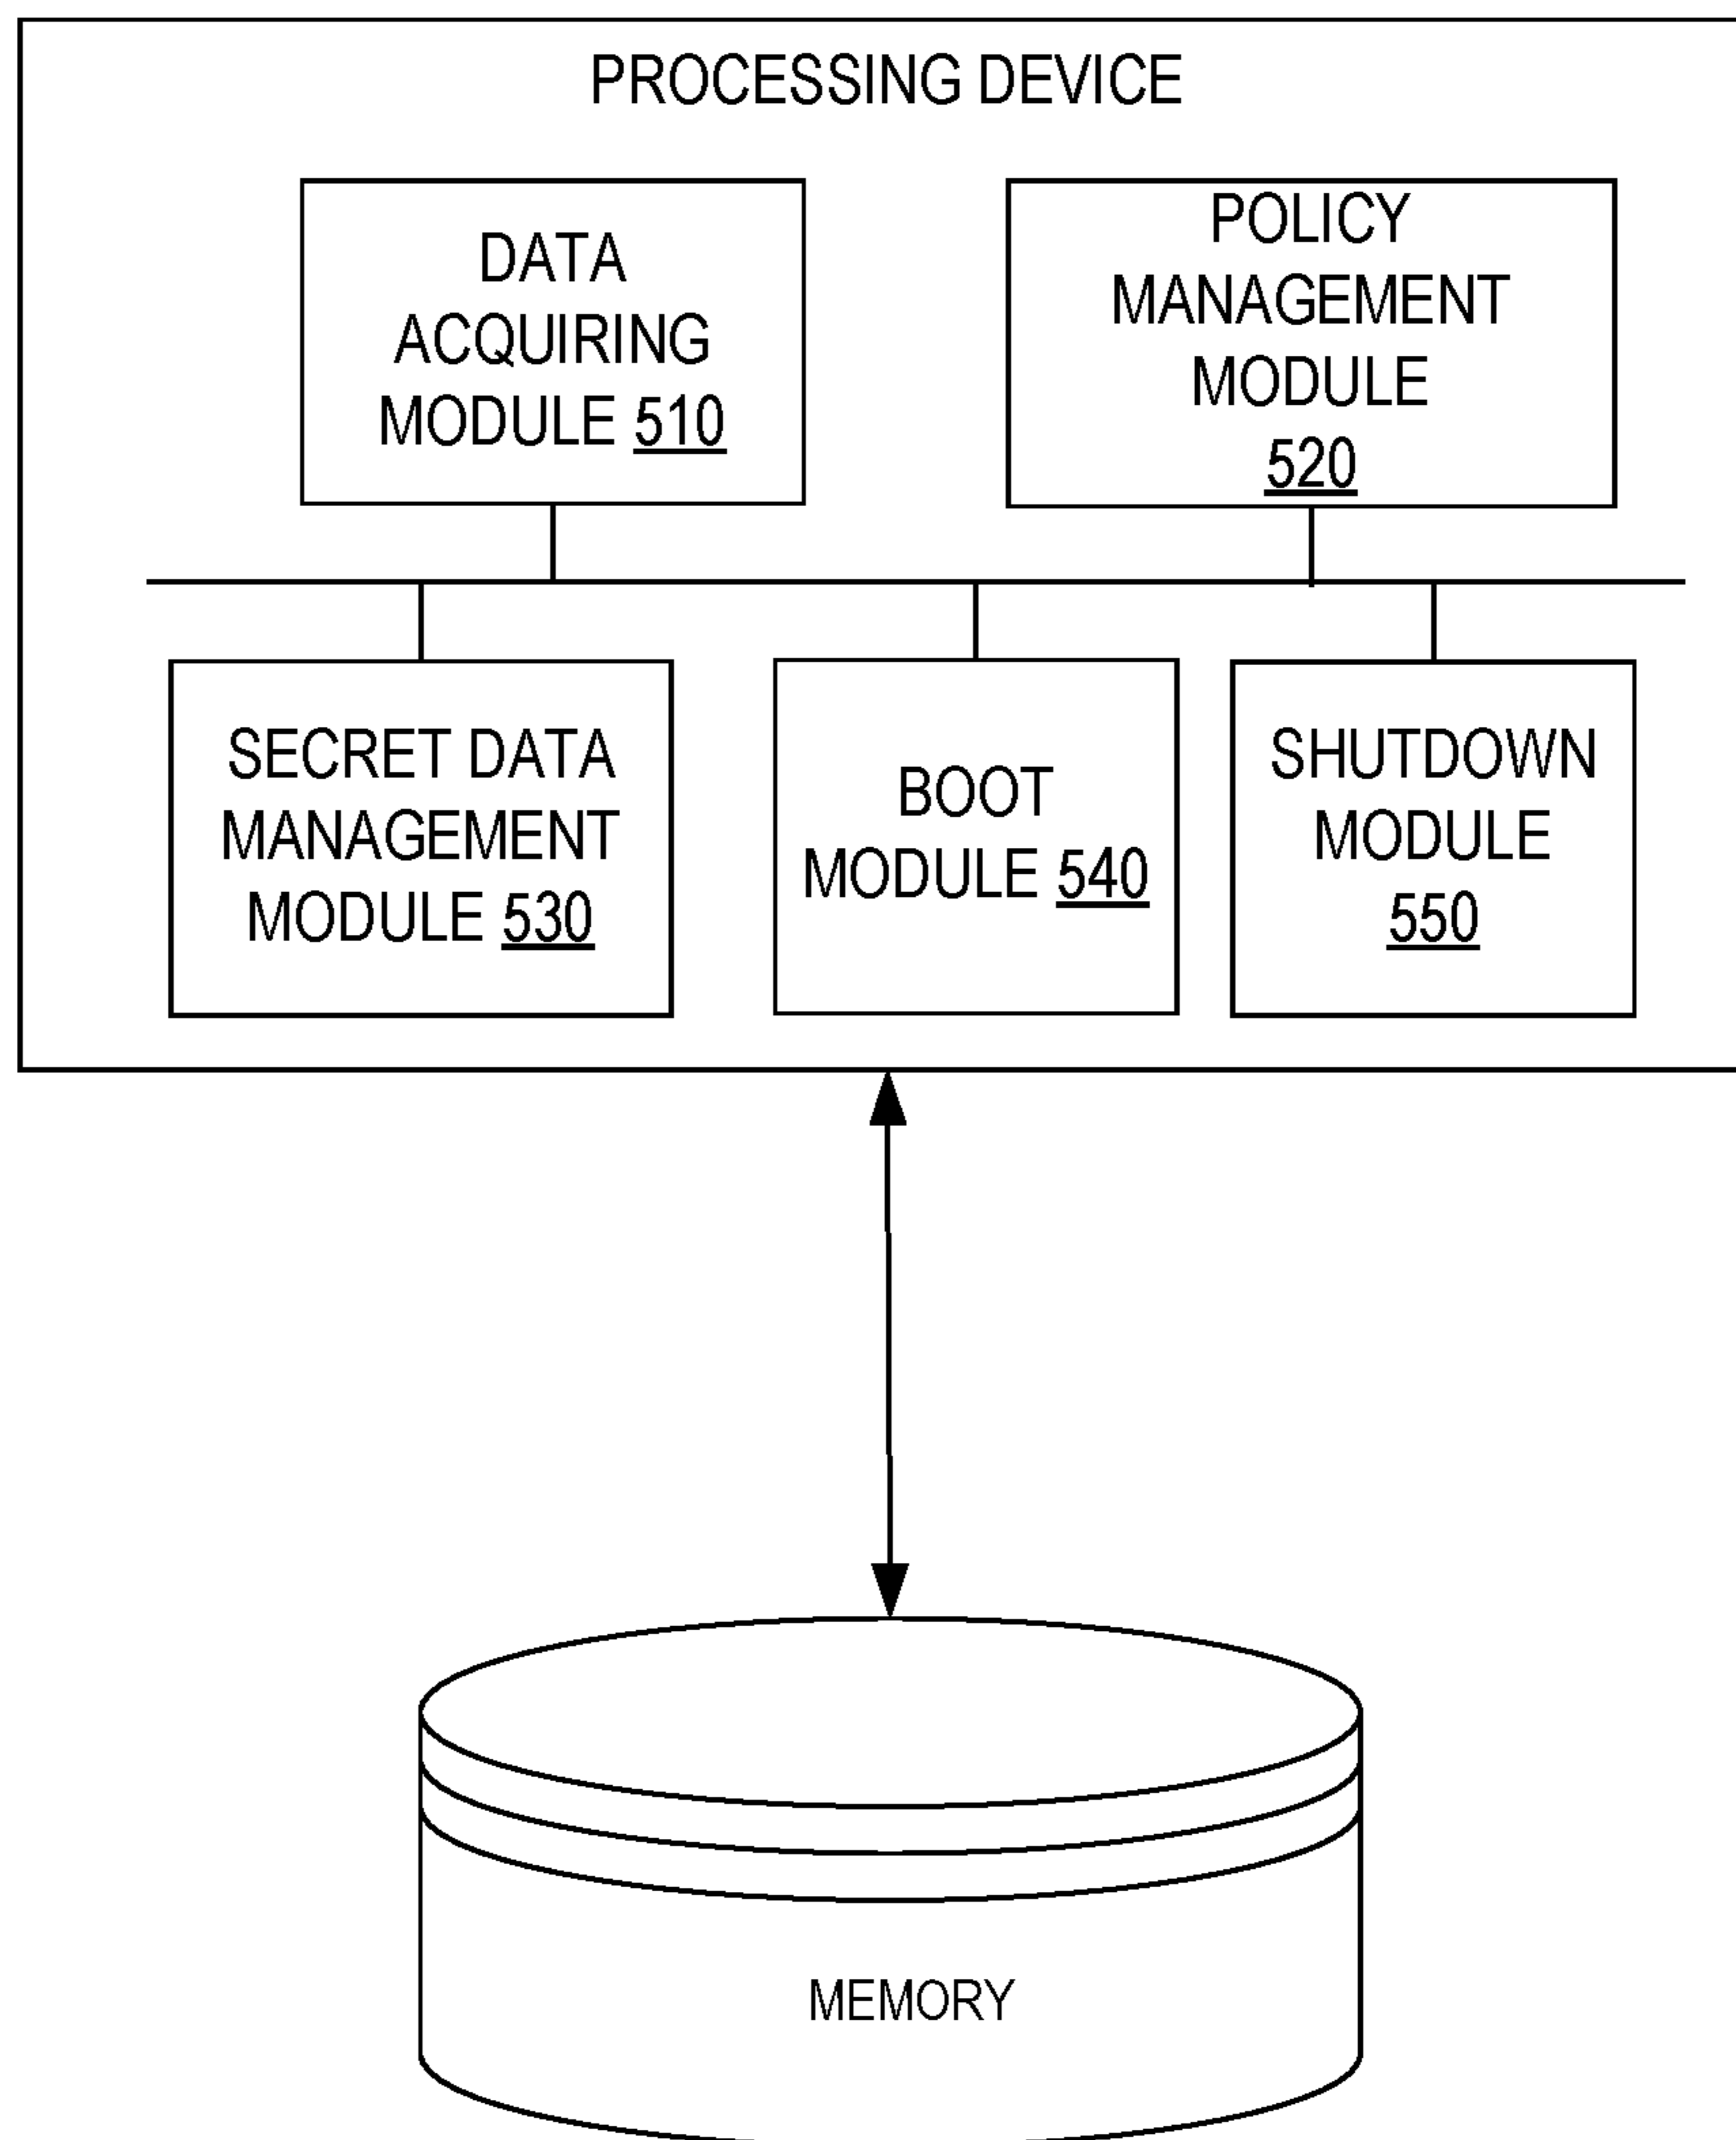 PROCESSING DEVICE
DATA
ACQUIRING
MODULE 510
POLICY
MANAGEMENT
MODULE
520
SECRET DATA
MANAGEMENT
MODULE 530
BOOT
MODULE 540
SHUTDOWN
MODULE
550
MEMORY